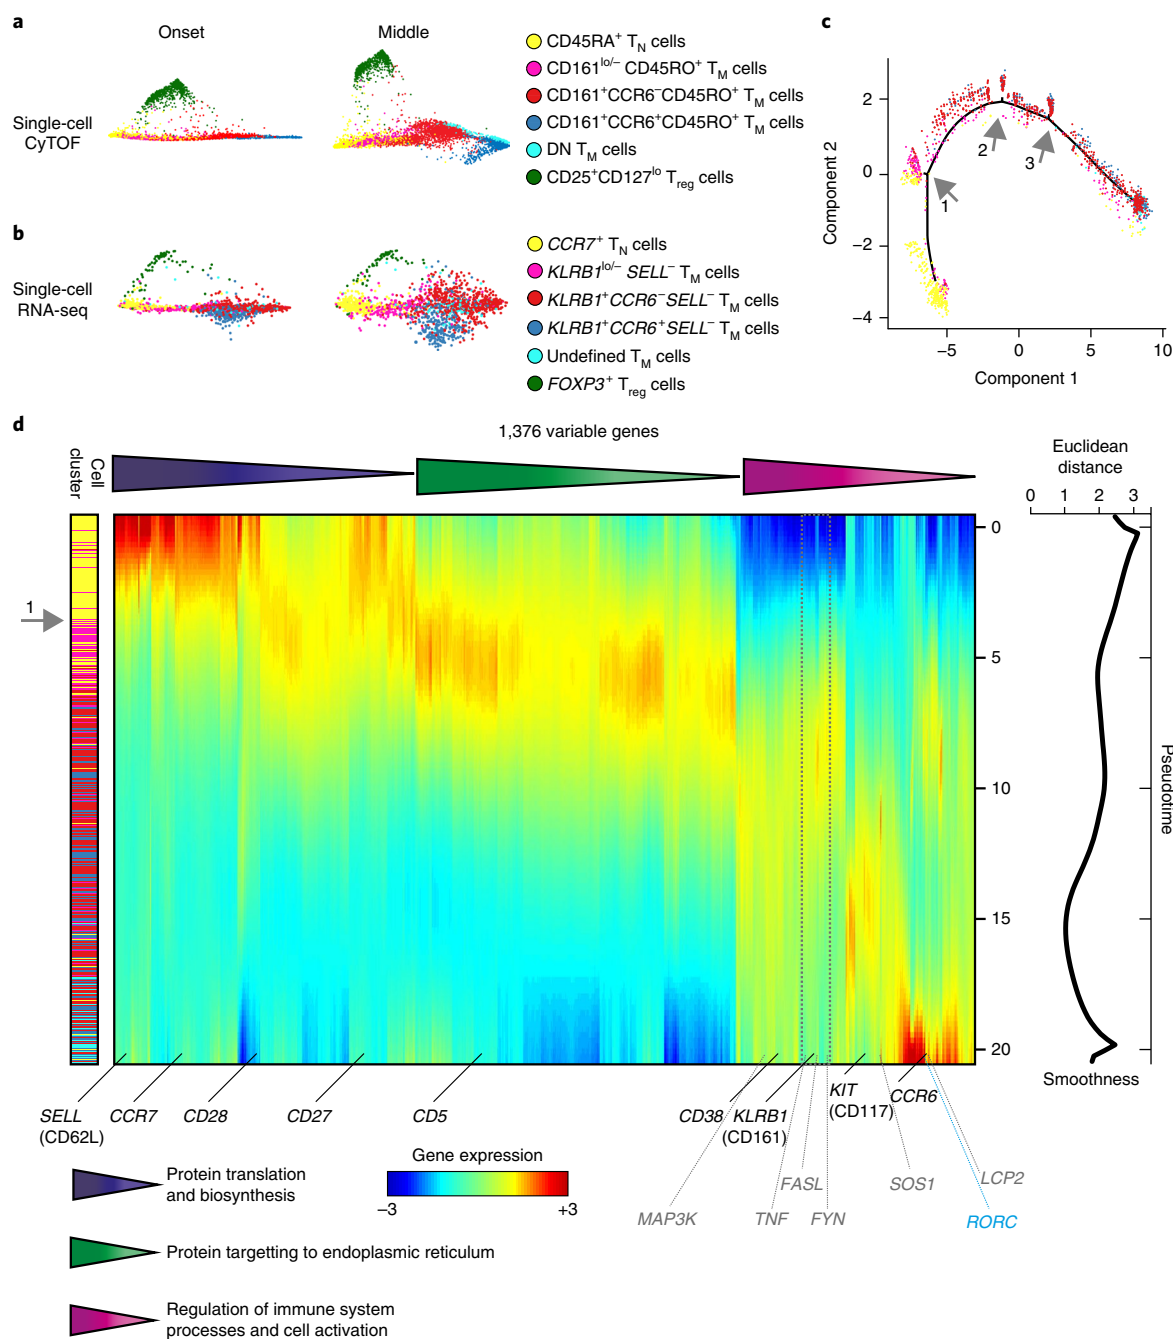 a
Onset
Middle
Single-cell
CyTOF
CD45RA+ TN cells
CD161lo/− CD45RO+ TM cells
CD161+CCR6−CD45RO+ TM cells
CD161+CCR6+CD45RO+ TM cells
DN TM cells
CD25+CD127lo Treg cells
b
Single-cell
RNA-seq
CCR7+ TN cells
KLRB1lo/− SELL− TM cells
KLRB1+CCR6−SELL− TM cells
KLRB1+CCR6+SELL− TM cells
Undefined TM cells
FOXP3+ Treg cells
c
Component 2
2
0
−2
−4
1
2
3
−5
0
5
10
Component 1
d
1,376 variable genes
Cell
cluster
1
Euclidean
distance
0 1 2 3
0
5
10
15
20
Pseudotime
Smoothness
SELL
(CD62L)
CCR7
CD28
CD27
CD5
CD38
KLRB1
(CD161)
KIT
(CD117)
CCR6
MAP3K
TNF
FASL
FYN
SOS1
LCP2
RORC
Gene expression
−3
+3
Protein translation
and biosynthesis
Protein targetting to endoplasmic reticulum
Regulation of immune system
processes and cell activation